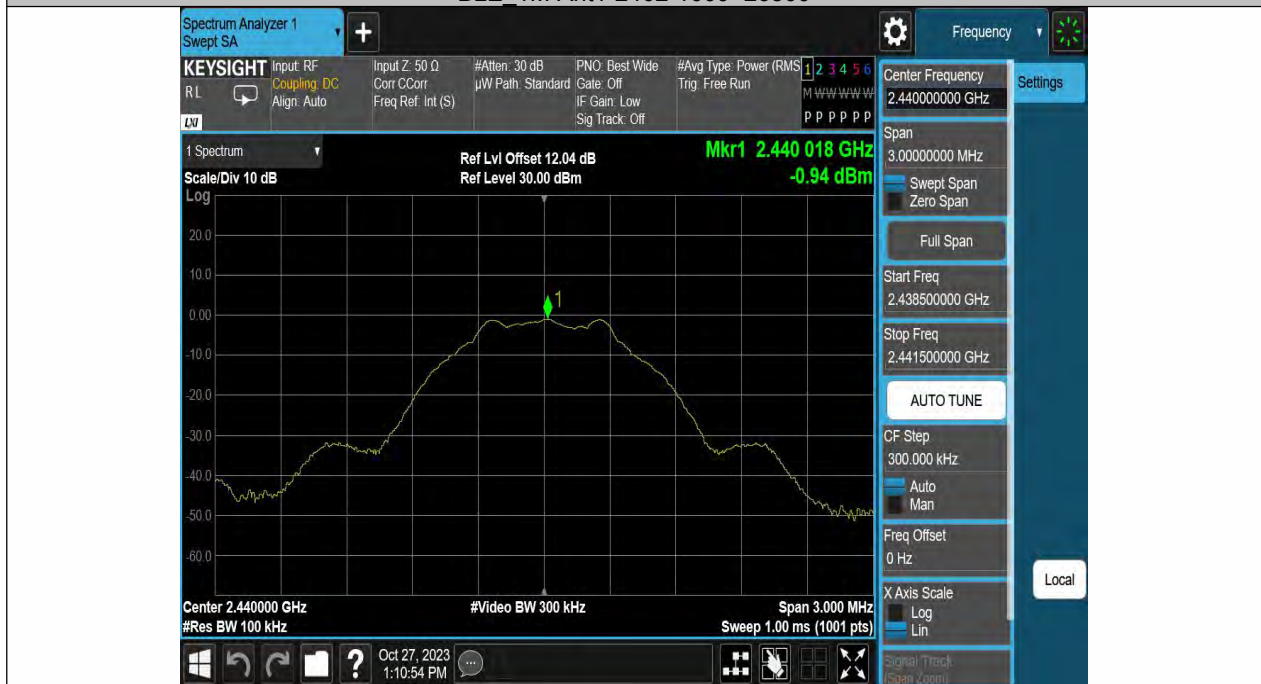 Spectrum Analyzer 1
Swept SA
Frequency
KEYSIGHT
RL
LXI
Input: RF
Coupling: DC
Align: Auto
Input Z: 50 Ω
Corr CCorr
Freq Ref: Int (S)
#Atten: 30 dB
µW Path: Standard
PNO: Best Wide
Gate: Off
IF Gain: Low
Sig Track: Off
#Avg Type: Power (RMS
Trig: Free Run
1 2 3 4 5 6
M W W W W W
P P P P P P
1 Spectrum
Scale/Div 10 dB
Ref Lvl Offset 12.04 dB
Ref Level 30.00 dBm
Mkr1 2.440 018 GHz
-0.94 dBm
Log
20.0
10.0
0.00
-10.0
-20.0
-30.0
-40.0
-50.0
-60.0
1
Center 2.440000 GHz
#Res BW 100 kHz
#Video BW 300 kHz
Span 3.000 MHz
Sweep 1.00 ms (1001 pts)
Oct 27, 2023
1:10:54 PM
Center Frequency
2.440000000 GHz
Settings
Span
3.00000000 MHz
Swept Span
Zero Span
Full Span
Start Freq
2.438500000 GHz
Stop Freq
2.441500000 GHz
AUTO TUNE
CF Step
300.000 kHz
Auto
Man
Freq Offset
0 Hz
X Axis Scale
Log
Lin
Local
Signal Track
(Span Zoom)